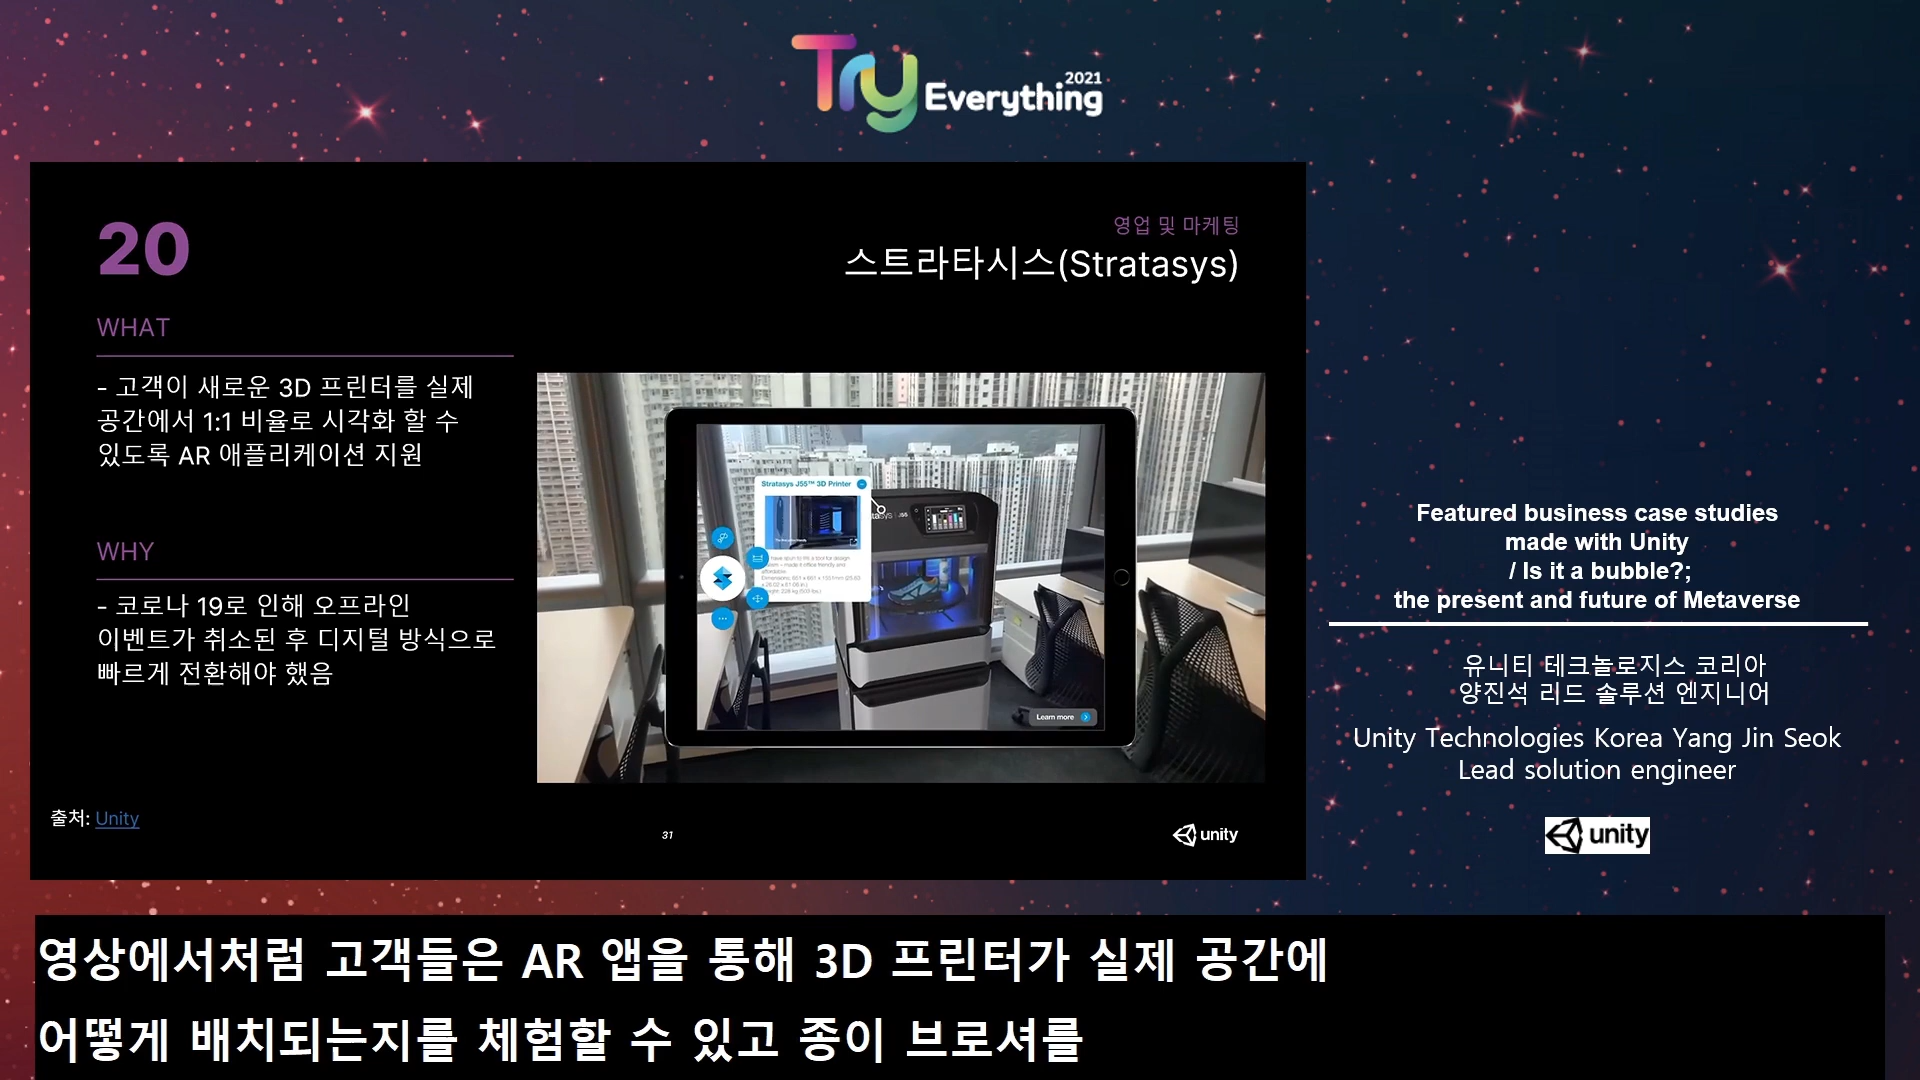 Try
Everything
2021
20
영업 및 마케팅
스트라타시스(Stratasys)
WHAT
- 고객이 새로운 3D 프린터를 실제
공간에서 1:1 비율로 시각화 할 수
있도록 AR 애플리케이션 지원
WHY
- 코로나 19로 인해 오프라인
이벤트가 취소된 후 디지털 방식으로
빠르게 전환해야 했음
Stratasys J55™ 3D Printer
J55
Learn more
출처: Unity
31
unity
Featured business case studies
made with Unity
/ Is it a bubble?;
the present and future of Metaverse
유니티 테크놀로지스 코리아
양진석 리드 솔루션 엔지니어
Unity Technologies Korea Yang Jin Seok
Lead solution engineer
unity
영상에서처럼 고객들은 AR 앱을 통해 3D 프린터가 실제 공간에
어떻게 배치되는지를 체험할 수 있고 종이 브로셔를